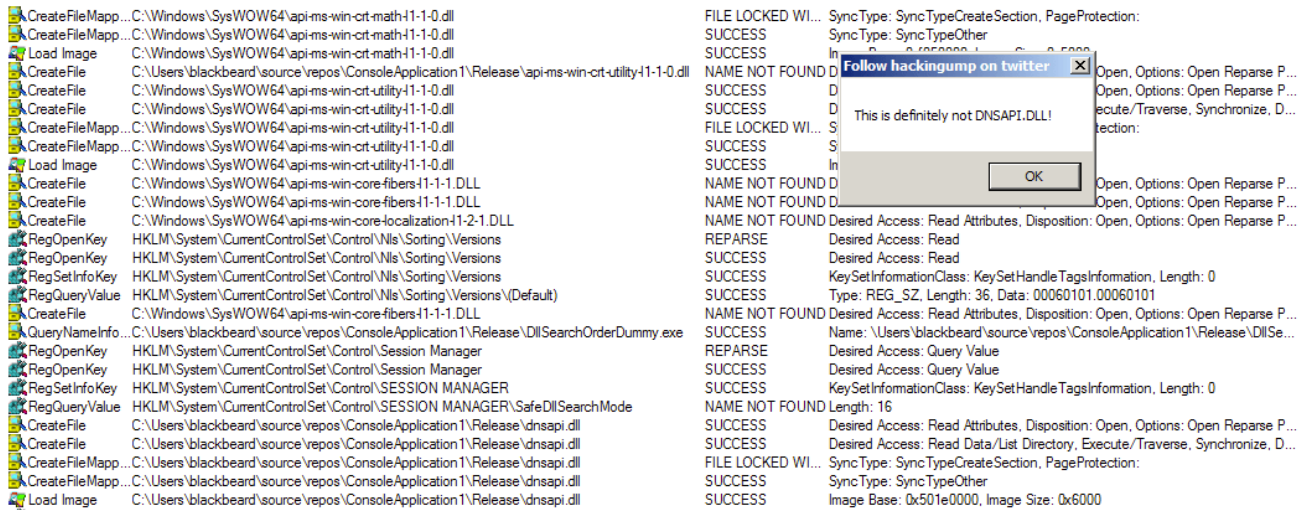 CreateFileMapp... C:\Windows\SysWOW64\api-ms-win-crt-math-l1-1-0.dll FILE LOCKED WI... SyncType: SyncTypeCreateSection, PageProtection:
CreateFileMapp... C:\Windows\SysWOW64\api-ms-win-crt-math-l1-1-0.dll SUCCESS SyncType: SyncTypeOther
Load Image C:\Windows\SysWOW64\api-ms-win-crt-math-l1-1-0.dll SUCCESS
Follow hackingump on twitter
CreateFile C:\Users\blackbeard\source\repos\ConsoleApplication1\Release\api-ms-win-crt-utility-l1-1-0.dll NAME NOT FOUND D Open, Options: Open Reparse P...
CreateFile C:\Windows\SysWOW64\api-ms-win-crt-utility-l1-1-0.dll SUCCESS D Open, Options: Open Reparse P...
CreateFile C:\Windows\SysWOW64\api-ms-win-crt-utility-l1-1-0.dll SUCCESS D ecute/Traverse, Synchronize, D...
This is definitely not DNSAPI.DLL!
CreateFileMapp... C:\Windows\SysWOW64\api-ms-win-crt-utility-l1-1-0.dll FILE LOCKED WI... S tection:
CreateFileMapp... C:\Windows\SysWOW64\api-ms-win-crt-utility-l1-1-0.dll SUCCESS S
Load Image C:\Windows\SysWOW64\api-ms-win-crt-utility-l1-1-0.dll SUCCESS In
OK
CreateFile C:\Windows\SysWOW64\api-ms-win-core-fibers-l1-1-1.DLL NAME NOT FOUND D Open, Options: Open Reparse P...
CreateFile C:\Windows\SysWOW64\api-ms-win-core-fibers-l1-1-1.DLL NAME NOT FOUND D Open, Options: Open Reparse P...
CreateFile C:\Windows\SysWOW64\api-ms-win-core-localization-l1-2-1.DLL NAME NOT FOUND Desired Access: Read Attributes, Disposition: Open, Options: Open Reparse P...
RegOpenKey HKLM\System\CurrentControlSet\Control\Nls\Sorting\Versions REPARSE Desired Access: Read
RegOpenKey HKLM\System\CurrentControlSet\Control\Nls\Sorting\Versions SUCCESS Desired Access: Read
RegSetInfoKey HKLM\System\CurrentControlSet\Control\Nls\Sorting\Versions SUCCESS KeySetInformationClass: KeySetHandleTagsInformation, Length: 0
RegQueryValue HKLM\System\CurrentControlSet\Control\Nls\Sorting\Versions\(Default) SUCCESS Type: REG_SZ, Length: 36, Data: 00060101.00060101
CreateFile C:\Windows\SysWOW64\api-ms-win-core-fibers-l1-1-1.DLL NAME NOT FOUND Desired Access: Read Attributes, Disposition: Open, Options: Open Reparse P...
QueryNameInfo... C:\Users\blackbeard\source\repos\ConsoleApplication1\Release\DllSearchOrderDummy.exe SUCCESS Name: \Users\blackbeard\source\repos\ConsoleApplication1\Release\DllSe...
RegOpenKey HKLM\System\CurrentControlSet\Control\Session Manager REPARSE Desired Access: Query Value
RegOpenKey HKLM\System\CurrentControlSet\Control\Session Manager SUCCESS Desired Access: Query Value
RegSetInfoKey HKLM\System\CurrentControlSet\Control\SESSION MANAGER SUCCESS KeySetInformationClass: KeySetHandleTagsInformation, Length: 0
RegQueryValue HKLM\System\CurrentControlSet\Control\SESSION MANAGER\SafeDllSearchMode NAME NOT FOUND Length: 16
CreateFile C:\Users\blackbeard\source\repos\ConsoleApplication1\Release\dnsapi.dll SUCCESS Desired Access: Read Attributes, Disposition: Open, Options: Open Reparse P...
CreateFile C:\Users\blackbeard\source\repos\ConsoleApplication1\Release\dnsapi.dll SUCCESS Desired Access: Read Data/List Directory, Execute/Traverse, Synchronize, D...
CreateFileMapp... C:\Users\blackbeard\source\repos\ConsoleApplication1\Release\dnsapi.dll FILE LOCKED WI... SyncType: SyncTypeCreateSection, PageProtection:
CreateFileMapp... C:\Users\blackbeard\source\repos\ConsoleApplication1\Release\dnsapi.dll SUCCESS SyncType: SyncTypeOther
Load Image C:\Users\blackbeard\source\repos\ConsoleApplication1\Release\dnsapi.dll SUCCESS Image Base: 0x501e0000, Image Size: 0x6000